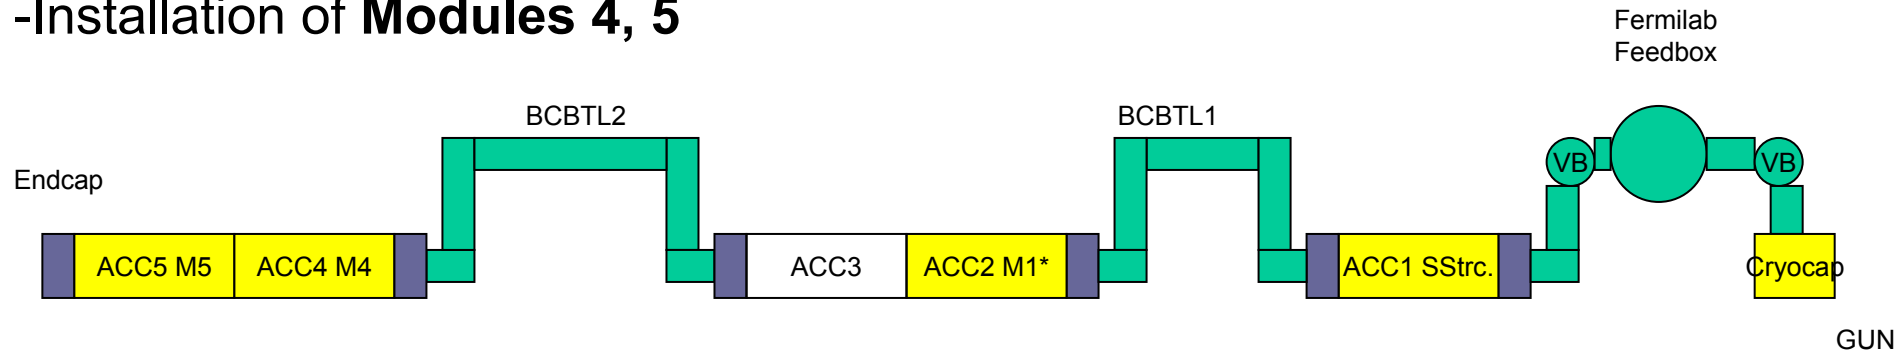 -Installation of Modules 4, 5
Fermilab
Feedbox
BCBTL2
BCBTL1
VB
VB
Endcap
ACC5 M5
ACC4 M4
ACC3
ACC2 M1*
ACC1 SStrc.
Cryocap
GUN